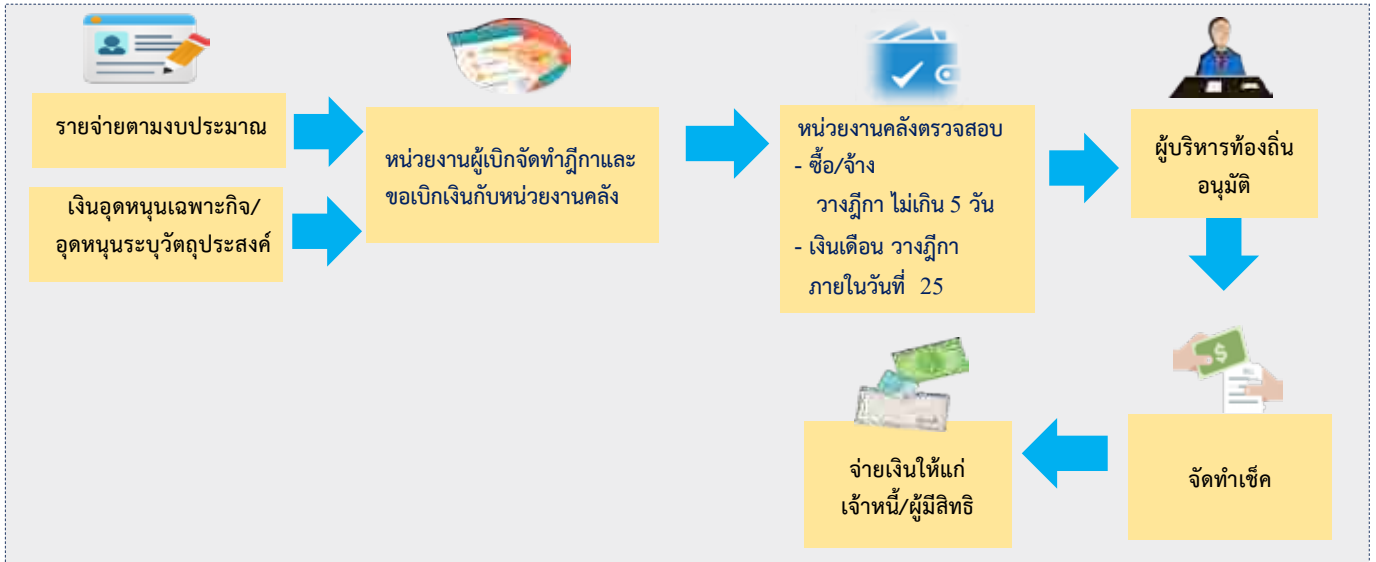 รายจ่ายตามงบประมาณ
เงินอุดหนุนเฉพาะกิจ/
อุดหนุนระบุวัตถุประสงค์
หน่วยงานผู้เบิกจัดทำฎีกาและ
ขอเบิกเงินกับหน่วยงานคลัง
หน่วยงานคลังตรวจสอบ
- ซื้อ/จ้าง
วางฎีกา ไม่เกิน 5 วัน
- เงินเดือน วางฎีกา
ภายในวันที่ 25
ผู้บริหารท้องถิ่น
อนุมัติ
จัดทำเช็ค
จ่ายเงินให้แก่
เจ้าหนี้/ผู้มีสิทธิ